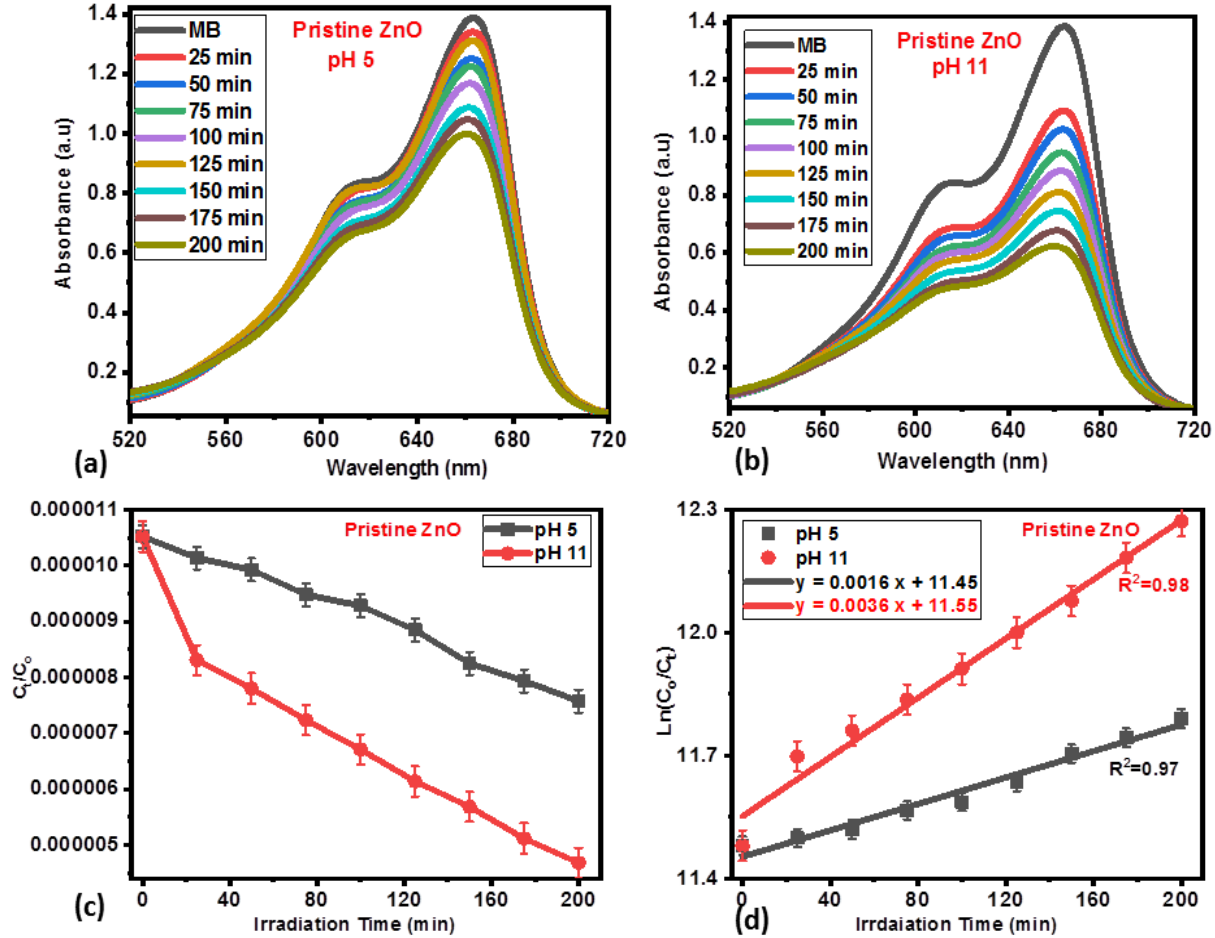 Pristine ZnO
pH 5
MB
25 min
50 min
75 min
100 min
125 min
150 min
175 min
200 min
1.4
1.2
1.0
0.8
0.6
0.4
0.2
Absorbance (a.u)
520 560 600 640 680 720
Wavelength (nm)
(a)
Pristine ZnO
pH 11
MB
25 min
50 min
75 min
100 min
125 min
150 min
175 min
200 min
1.4
1.2
1.0
0.8
0.6
0.4
0.2
Absorbance (a.u)
520 560 600 640 680 720
Wavelength (nm)
(b)
Pristine ZnO
pH 5
pH 11
0.000011
0.000010
0.000009
0.000008
0.000007
0.000006
0.000005
Ct/Co
0 40 80 120 160 200
Irradiation Time (min)
(c)
Pristine ZnO
pH 5
pH 11
y = 0.0016 x + 11.45
y = 0.0036 x + 11.55
R²=0.98
R²=0.97
12.3
12.0
11.7
11.4
Ln(Co/Ct)
0 40 80 120 160 200
Irrdaiation Time (min)
(d)